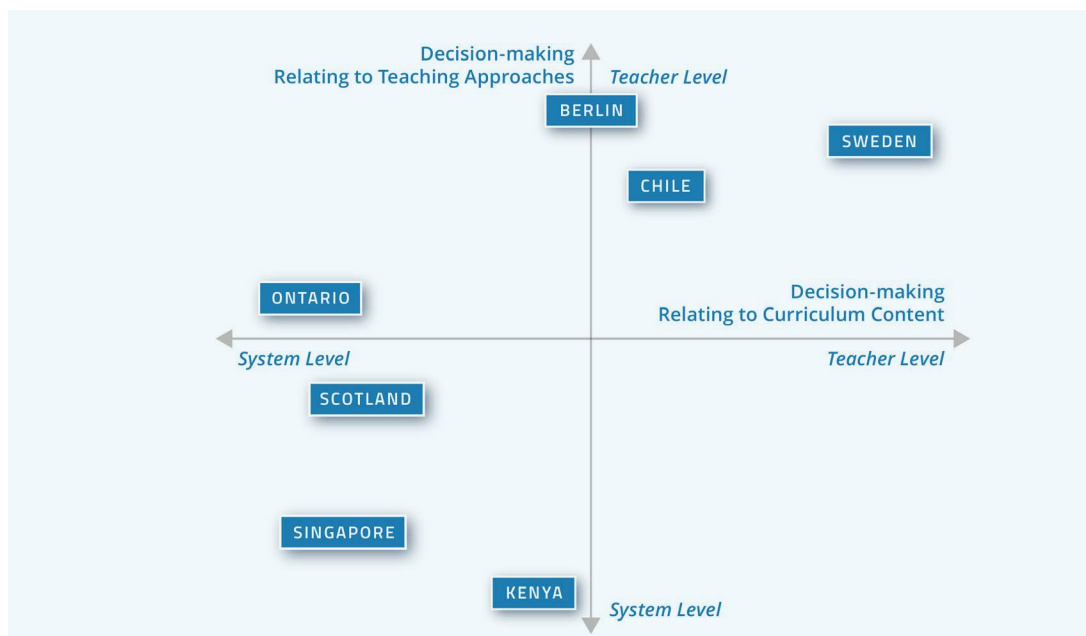 Decision-making
Relating to Teaching Approaches
Teacher Level
BERLIN
SWEDEN
CHILE
ONTARIO
Decision-making
Relating to Curriculum Content
System Level
Teacher Level
SCOTLAND
SINGAPORE
KENYA
System Level